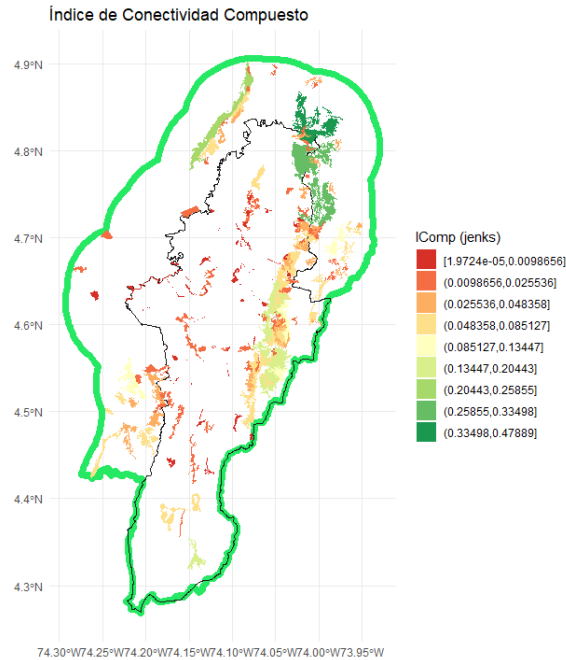 Índice de Conectividad Compuesto
4.9°N
4.8°N
4.7°N
4.6°N
4.5°N
4.4°N
4.3°N
74.30°W74.25°W74.20°W74.15°W74.10°W74.05°W74.00°W73.95°W
IComp (jenks)
[1.9724e-05,0.0098656]
(0.0098656,0.025536]
(0.025536,0.048358]
(0.048358,0.085127]
(0.085127,0.13447]
(0.13447,0.20443]
(0.20443,0.25855]
(0.25855,0.33498]
(0.33498,0.47889]